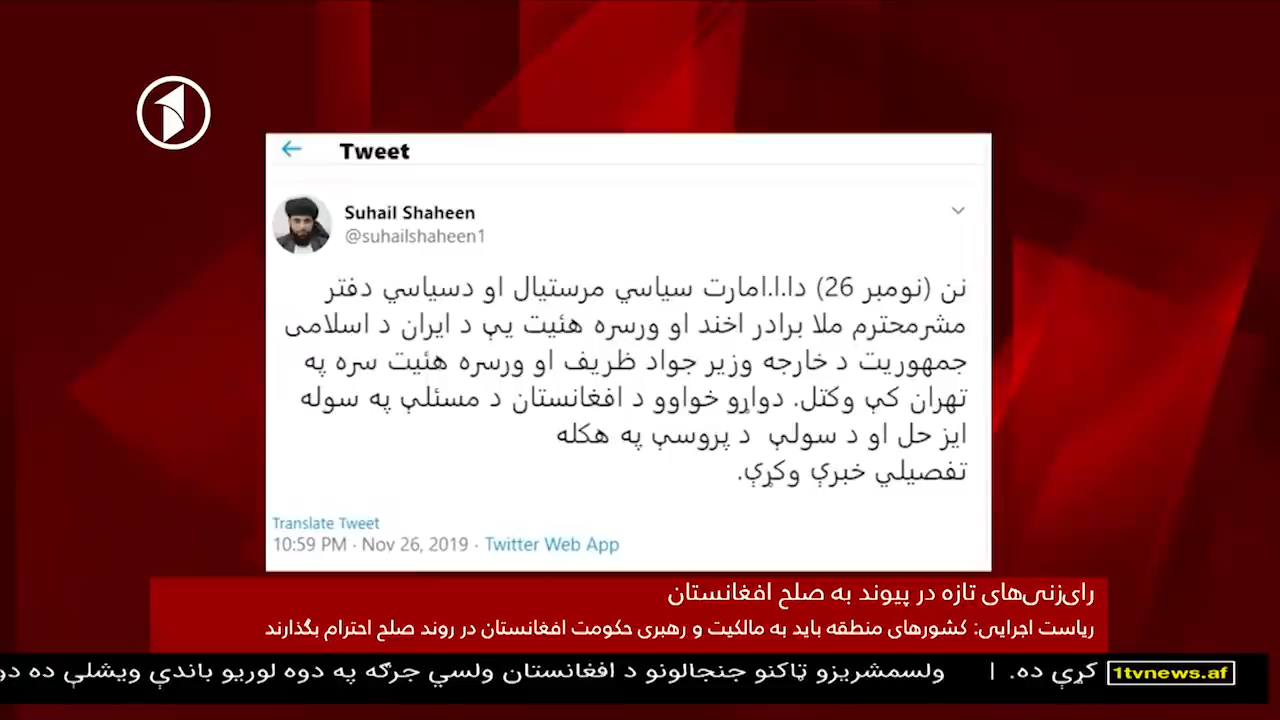 Tweet
Suhail Shaheen
@suhailshaheen1
نن (نومبر 26) دا.ا.امارت سیاسي مرستیال او دسیاسي دفتر
مشرمحترم ملا برادر اخند او ورسره هئیت یې د ایران د اسلامی
جمهوریت د خارجه وزیر جواد ظریف او ورسره هئیت سره په
تهران کې وکتل. دواړو خواوو د افغانستان د مسئلې په سوله
ایز حل او د سولې د پروسې په هکله
تفصیلي خبرې وکړې.
Translate Tweet
10:59 PM · Nov 26, 2019 · Twitter Web App
رای‌زنی‌های تازه در پیوند به صلح افغانستان
ریاست اجرایی: کشورهای منطقه باید به مالکیت و رهبری حکومت افغانستان در روند صلح احترام بگذارند
کړې ده. | ولسمشریزو ټاکنو جنجالونو د افغانستان ولسي جرګه په دوه لوریو باندې ویشلې ده
1tvnews.af